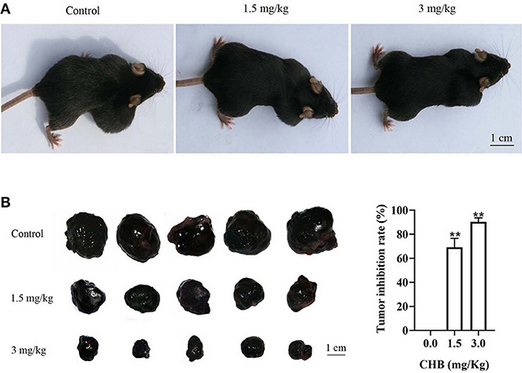 A
Control
1.5 mg/kg
3 mg/kg
1 cm
B
Control
1.5 mg/kg
3 mg/kg
1 cm
Tumor inhibition rate (%)
100
80
60
40
20
0
**
**
0.0 1.5 3.0
CHB (mg/Kg)